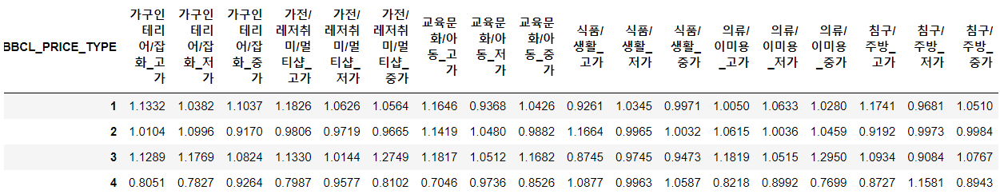 BBCL_PRICE_TYPE 가구인테리어/잡화_고가 가구인테리어/잡화_저가 가구인테리어/잡화_중가 가전/레저취미/멀티샵_고가 가전/레저취미/멀티샵_저가 가전/레저취미/멀티샵_중가 교육문화/아동_고가 교육문화/아동_저가 교육문화/아동_중가 식품/생활_고가 식품/생활_저가 식품/생활_중가 의류/이미용_고가 의류/이미용_저가 의류/이미용_중가 침구/주방_고가 침구/주방_저가 침구/주방_중가
1 1.1332 1.0382 1.1037 1.1826 1.0626 1.0564 1.1646 0.9368 1.0426 0.9261 1.0345 0.9971 1.0050 1.0633 1.0280 1.1741 0.9681 1.0510
2 1.0104 1.0996 0.9170 0.9806 0.9719 0.9665 1.1419 1.0480 0.9882 1.1664 0.9965 1.0032 1.0615 1.0036 1.0459 0.9192 0.9973 0.9984
3 1.1289 1.1769 1.0824 1.1330 1.0144 1.2749 1.1817 1.0512 1.1682 0.8745 0.9745 0.9473 1.1819 1.0515 1.2950 1.0934 0.9084 1.0767
4 0.8051 0.7827 0.9264 0.7987 0.9577 0.8102 0.7046 0.9736 0.8526 1.0877 0.9963 1.0587 0.8218 0.8992 0.7699 0.8727 1.1581 0.8943